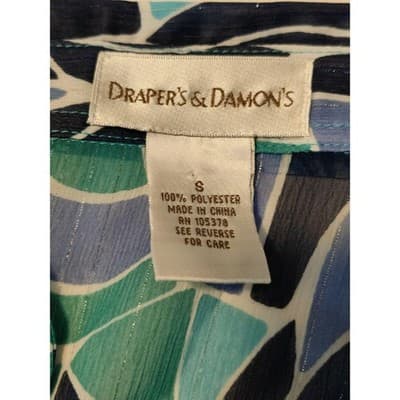 DRAPER'S & DAMON'S
S
100% POLYESTER
MADE IN CHINA
RN 105378
SEE REVERSE
FOR CARE